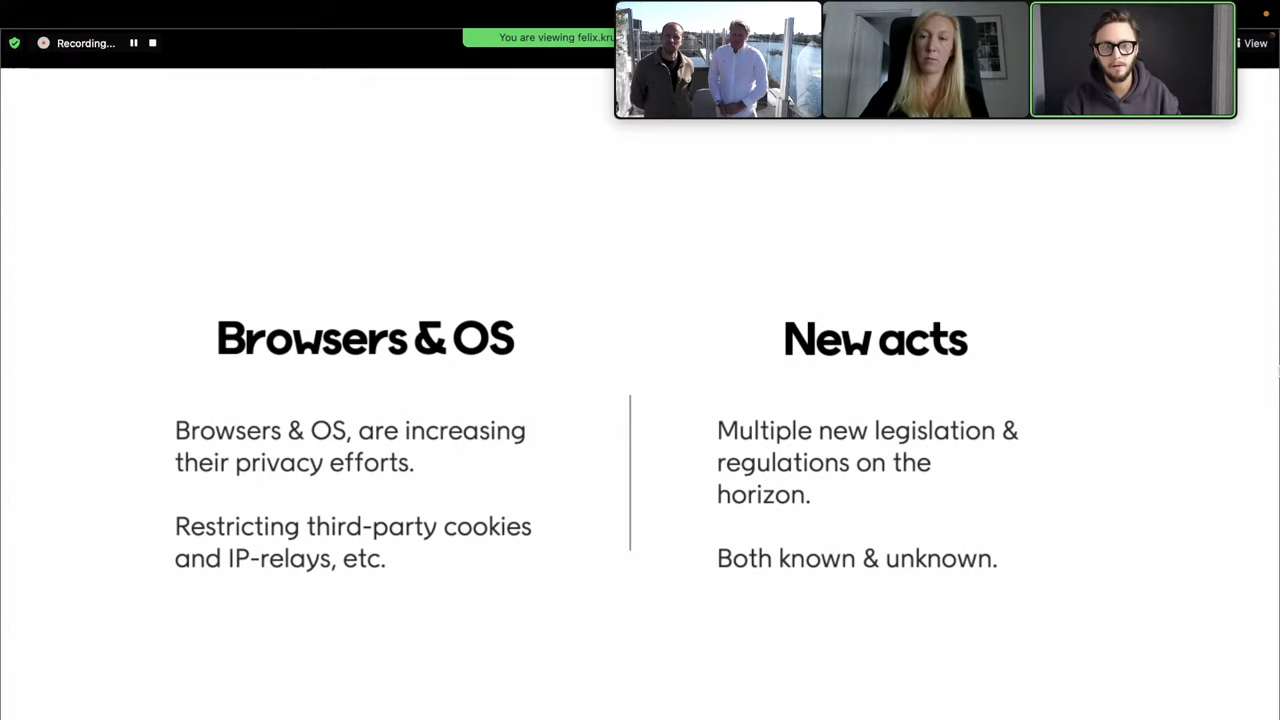 Recording...
You are viewing felix.kru
View
Browsers & OS
Browsers & OS, are increasing
their privacy efforts.
Restricting third-party cookies
and IP-relays, etc.
New acts
Multiple new legislation &
regulations on the
horizon.
Both known & unknown.